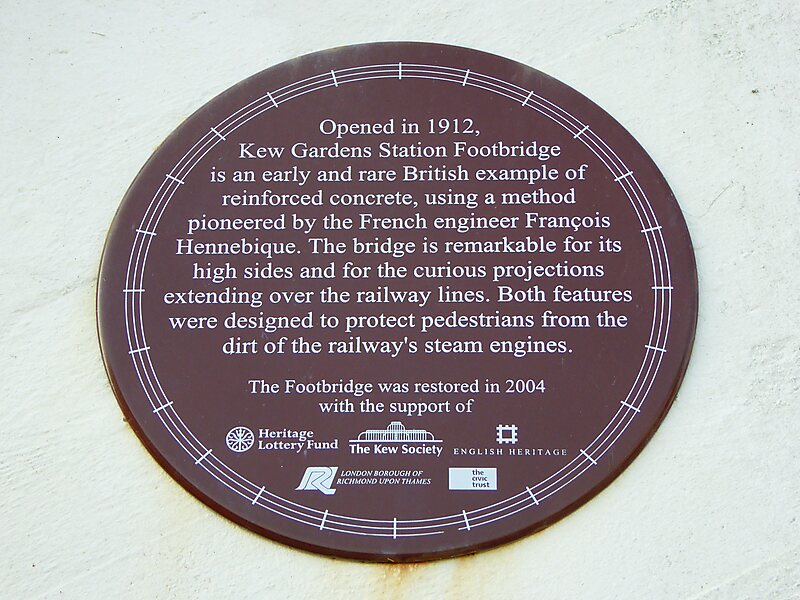 Opened in 1912,
Kew Gardens Station Footbridge
is an early and rare British example of
reinforced concrete, using a method
pioneered by the French engineer François
Hennebique. The bridge is remarkable for its
high sides and for the curious projections
extending over the railway lines. Both features
were designed to protect pedestrians from the
dirt of the railway's steam engines.
The Footbridge was restored in 2004
with the support of
Heritage
Lottery Fund
The Kew Society
ENGLISH HERITAGE
LONDON BOROUGH OF
RICHMOND UPON THAMES
the
civic
trust